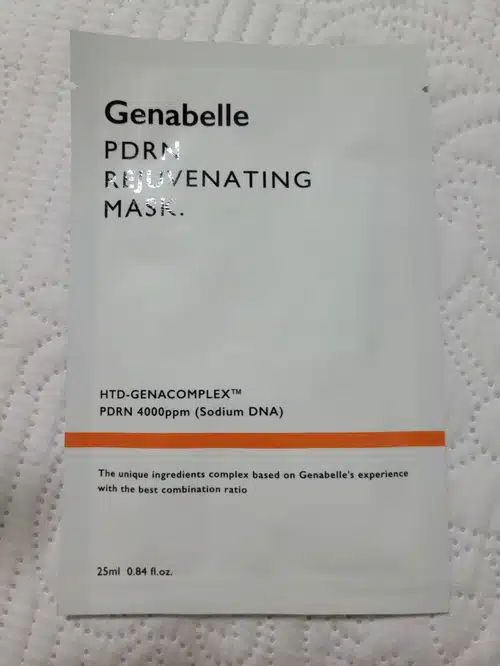 Genabelle
PDRN
REJUVENATING
MASK.
HTD-GENACOMPLEX™
PDRN 4000ppm (Sodium DNA)
The unique ingredients complex based on Genabelle's experience
with the best combination ratio
25ml 0.84 fl.oz.